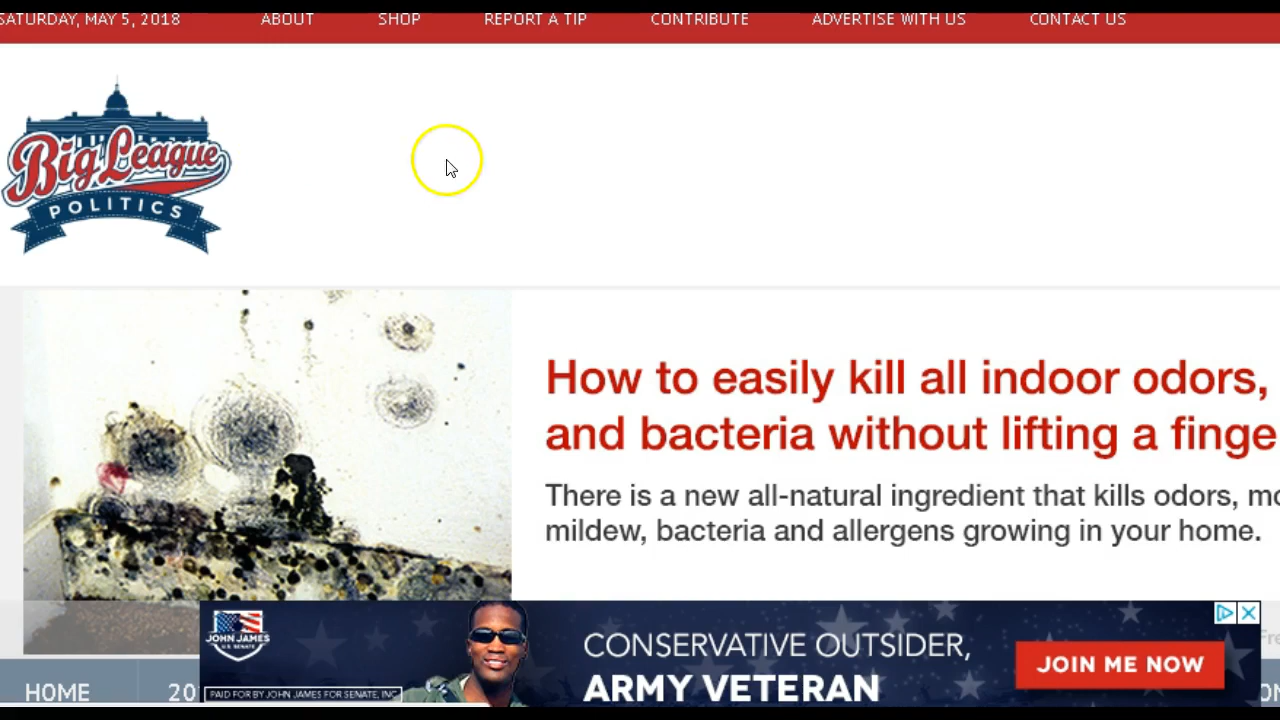 SATURDAY, MAY 5, 2018 ABOUT SHOP REPORT A TIP CONTRIBUTE ADVERTISE WITH US CONTACT US
Big League
POLITICS
How to easily kill all indoor odors,
and bacteria without lifting a finge
There is a new all-natural ingredient that kills odors, mo
mildew, bacteria and allergens growing in your home.
JOHN JAMES
U.S. SENATE
CONSERVATIVE OUTSIDER,
ARMY VETERAN
JOIN ME NOW
PAID FOR BY JOHN JAMES FOR SENATE, INC
HOME 20